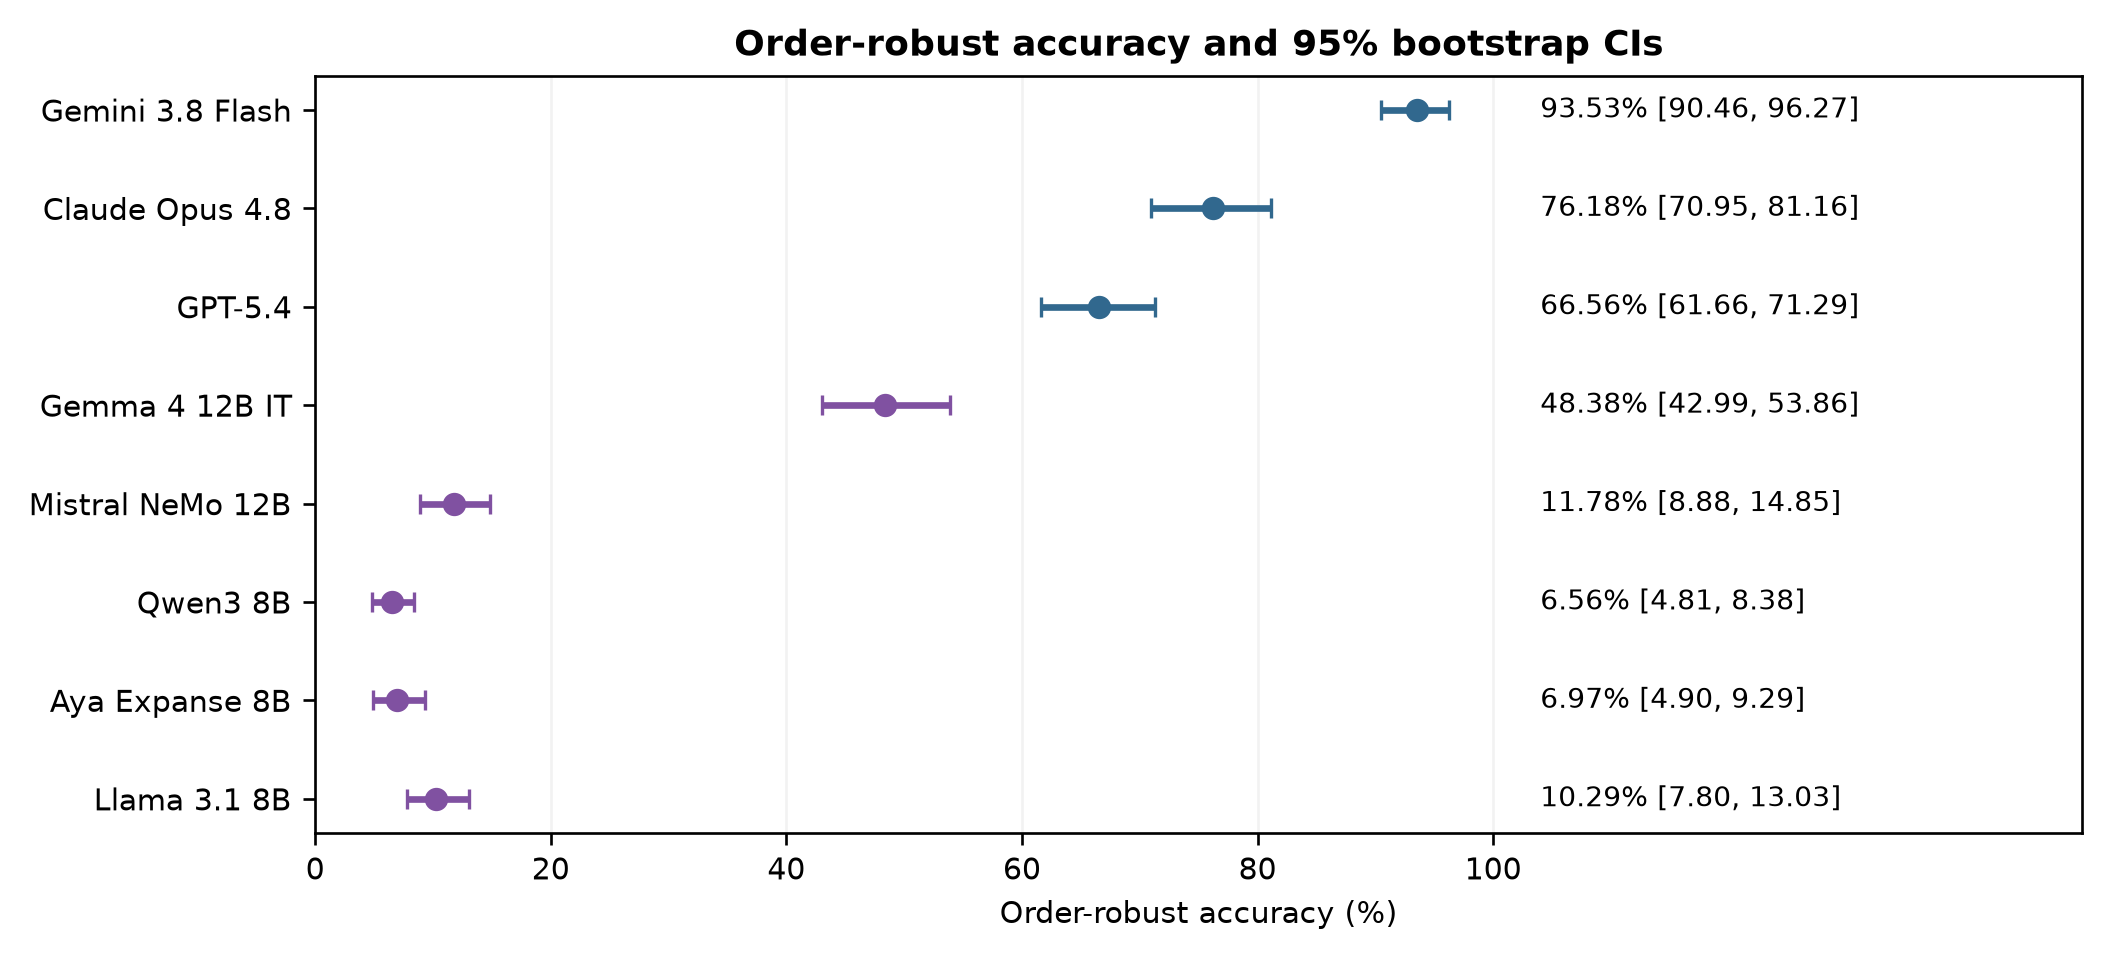 Order-robust accuracy and 95% bootstrap CIs
Gemini 3.8 Flash 93.53% [90.46, 96.27]
Claude Opus 4.8 76.18% [70.95, 81.16]
GPT-5.4 66.56% [61.66, 71.29]
Gemma 4 12B IT 48.38% [42.99, 53.86]
Mistral NeMo 12B 11.78% [8.88, 14.85]
Qwen3 8B 6.56% [4.81, 8.38]
Aya Expanse 8B 6.97% [4.90, 9.29]
Llama 3.1 8B 10.29% [7.80, 13.03]
0 20 40 60 80 100
Order-robust accuracy (%)